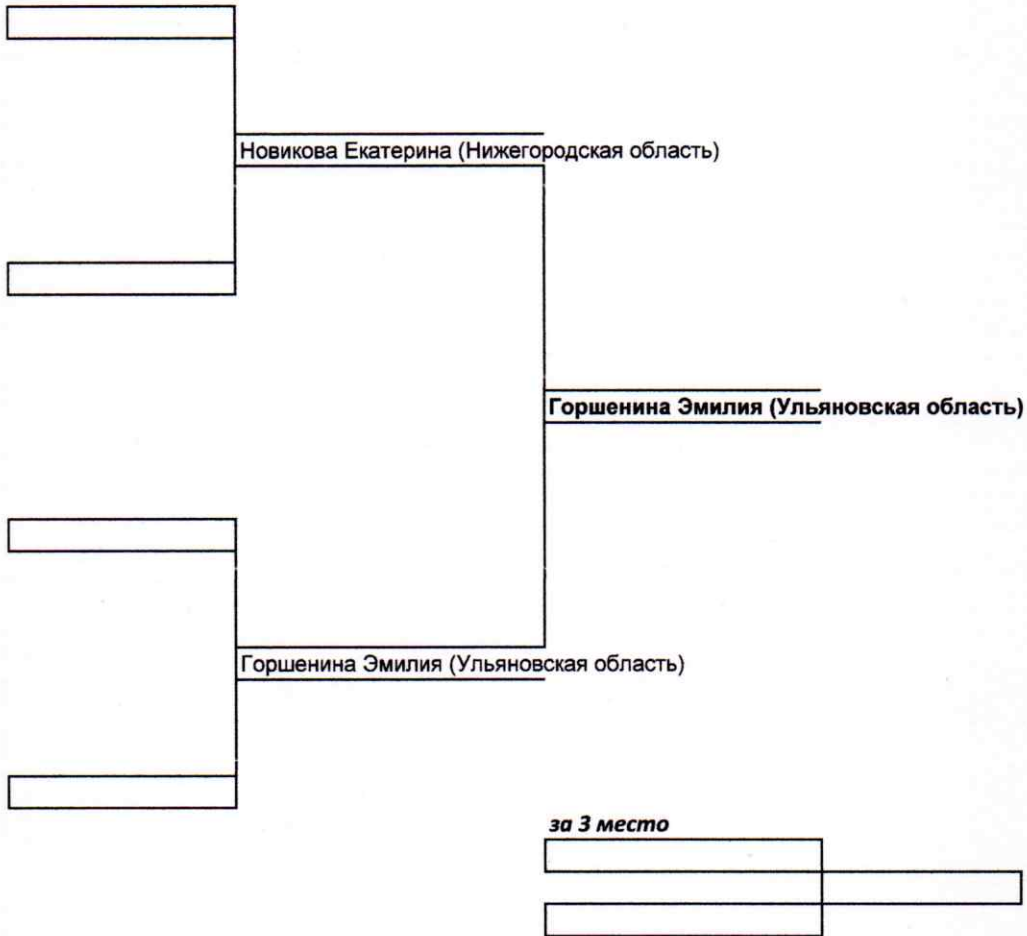 Новикова Екатерина (Нижегородская область)
Горшенина Эмилия (Ульяновская область)
Горшенина Эмилия (Ульяновская область)
за 3 место